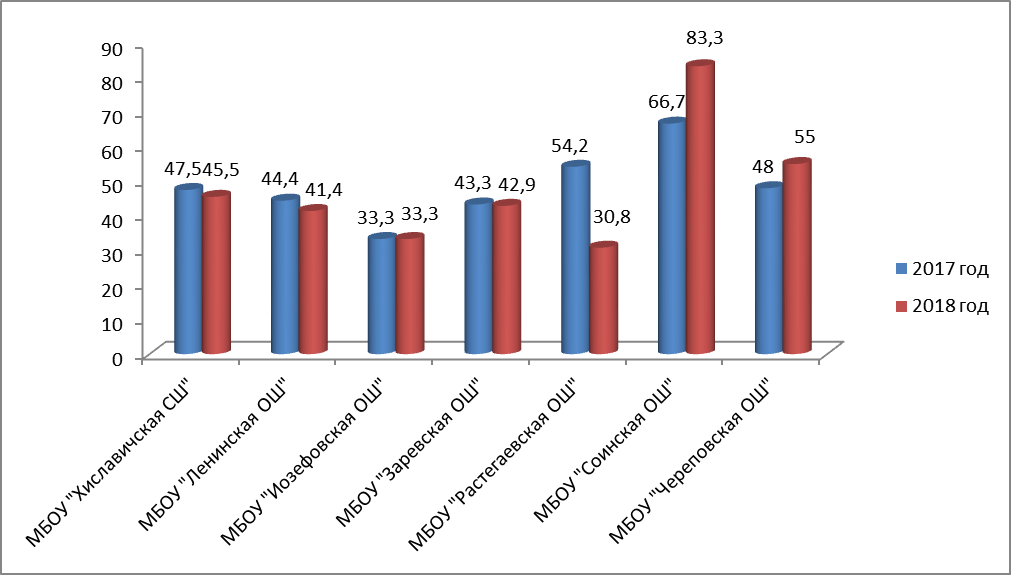 83,3
90
80
70
60
50
40
30
20
10
0
47,5 45,5
44,4 41,4
33,3 33,3
43,3 42,9
54,2 30,8
66,7
48 55
2017 год
2018 год
МБОУ "Хиславичская СШ"
МБОУ "Ленинская ОШ"
МБОУ "Иозефовская ОШ"
МБОУ "Заревская ОШ"
МБОУ "Растегаевская ОШ"
МБОУ "Соинская ОШ"
МБОУ "Череповская ОШ"